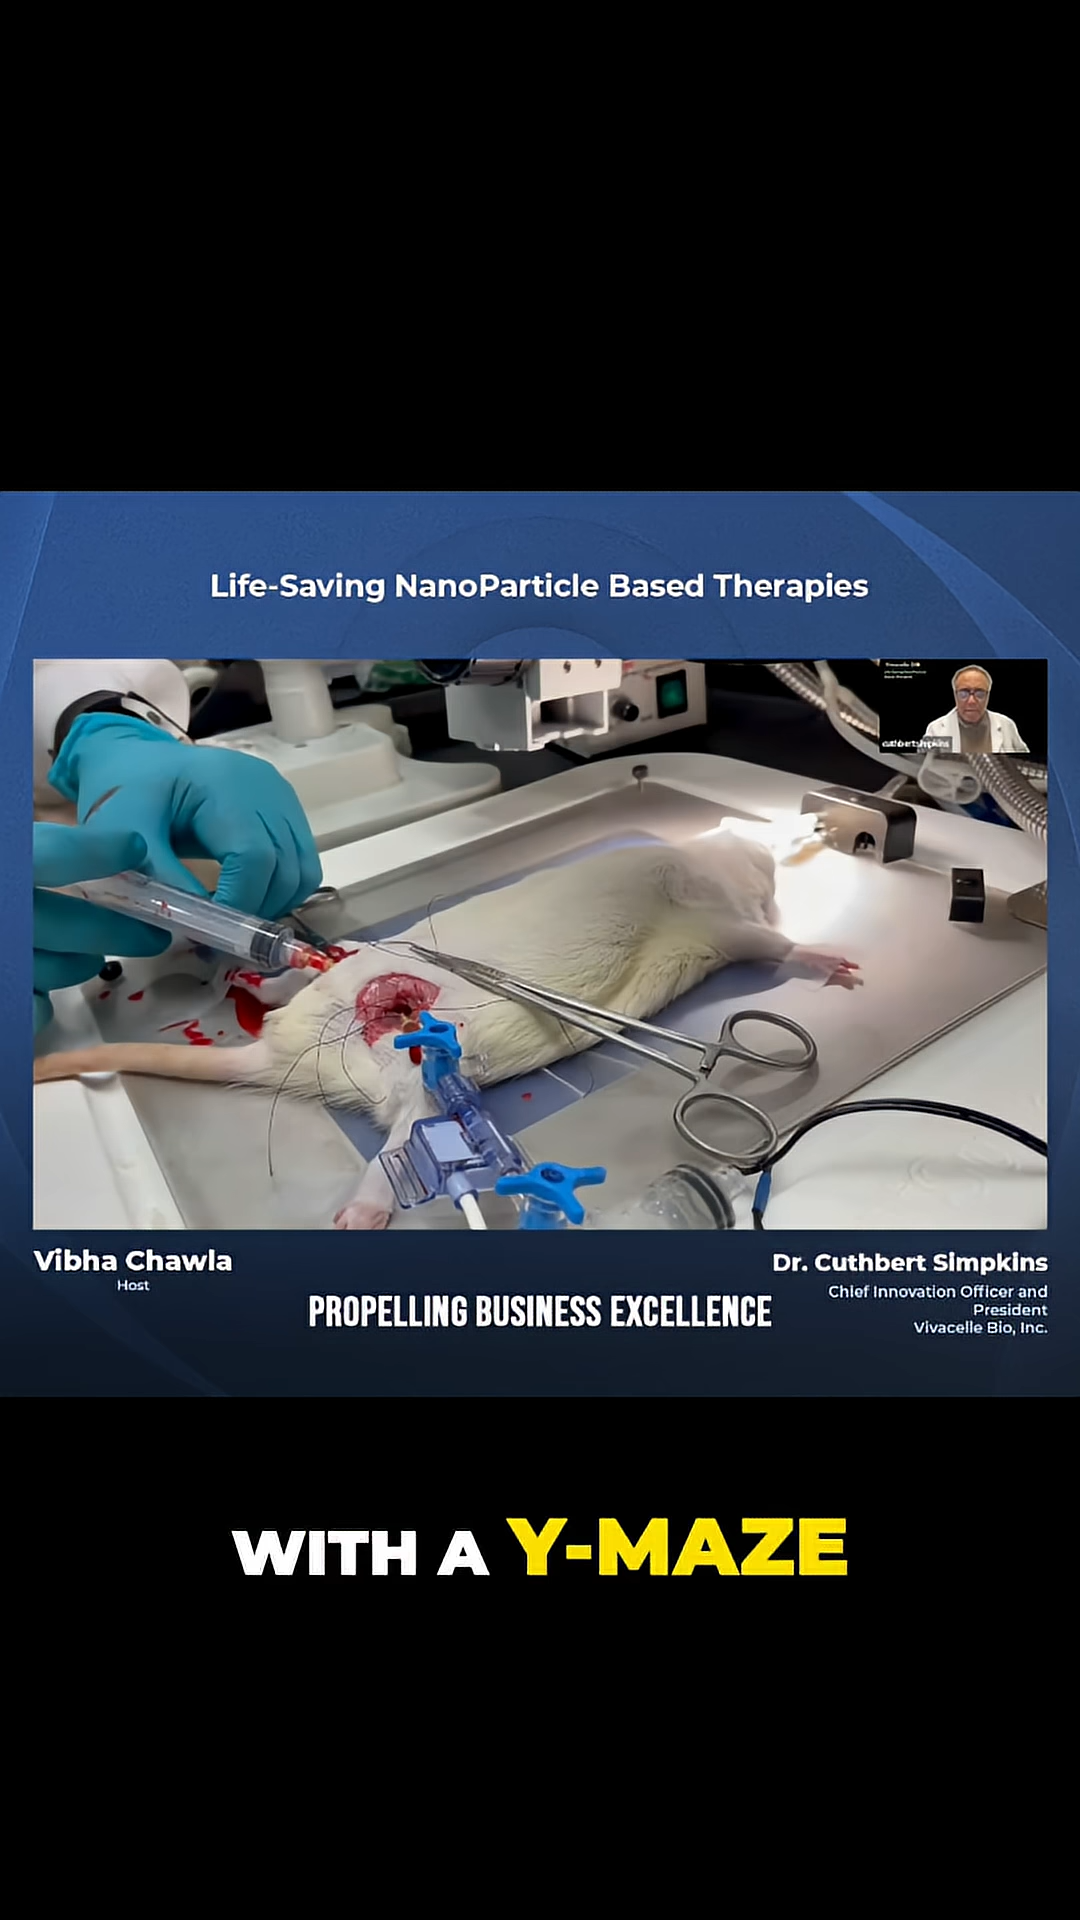 Life-Saving NanoParticle Based Therapies
cuthbertsimpkins
Vibha Chawla
Host
Dr. Cuthbert Simpkins
Chief Innovation Officer and
President
Vivacelle Bio, Inc.
PROPELLING BUSINESS EXCELLENCE
WITH A Y-MAZE